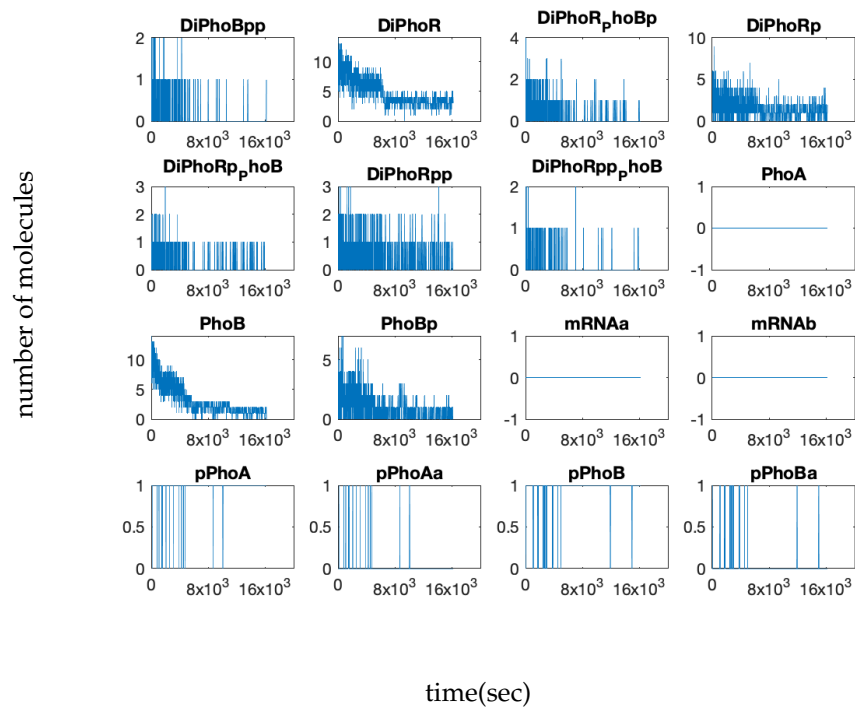 DiPhoBpp DiPhoR DiPhoR_PhoBp DiPhoRp
2 1 0
10 5 0
4 3 2 1 0
10 5 0
0 8x10³ 16x10³ 0 8x10³ 16x10³ 0 8x10³ 16x10³ 0 8x10³ 16x10³
DiPhoRp_PhoB DiPhoRpp DiPhoRpp_PhoB PhoA
3 2 1 0
3 2 1 0
2 1 0
1 0 -1
0 8x10³ 16x10³ 0 8x10³ 16x10³ 0 8x10³ 16x10³ 0 8x10³ 16x10³
number of molecules
PhoB PhoBp mRNAa mRNAb
10 5 0
5 0
1 0 -1
1 0 -1
0 8x10³ 16x10³ 0 8x10³ 16x10³ 0 8x10³ 16x10³ 0 8x10³ 16x10³
pPhoA pPhoAa pPhoB pPhoBa
1 0.5 0
1 0.5 0
1 0.5 0
1 0.5 0
0 8x10³ 16x10³ 0 8x10³ 16x10³ 0 8x10³ 16x10³ 0 8x10³ 16x10³
time(sec)